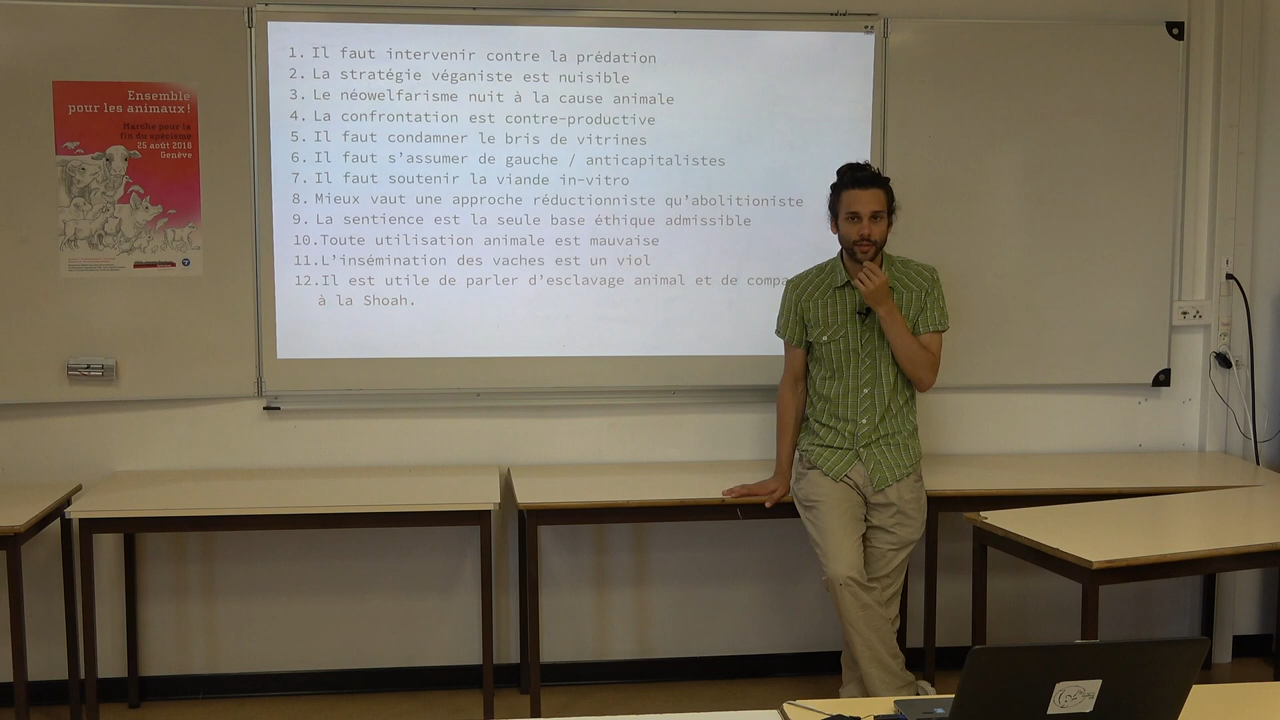 Ensemble
pour les animaux!
Marche pour la
fin du spécisme
25 août 2018
Genève
1. Il faut intervenir contre la prédation
2. La stratégie véganiste est nuisible
3. Le néowelfarisme nuit à la cause animale
4. La confrontation est contre-productive
5. Il faut condamner le bris de vitrines
6. Il faut s’assumer de gauche / anticapitalistes
7. Il faut soutenir la viande in-vitro
8. Mieux vaut une approche réductionniste qu’abolitioniste
9. La sentience est la seule base éthique admissible
10.Toute utilisation animale est mauvaise
11.L’insémination des vaches est un viol
12.Il est utile de parler d’esclavage animal et de compa
à la Shoah.